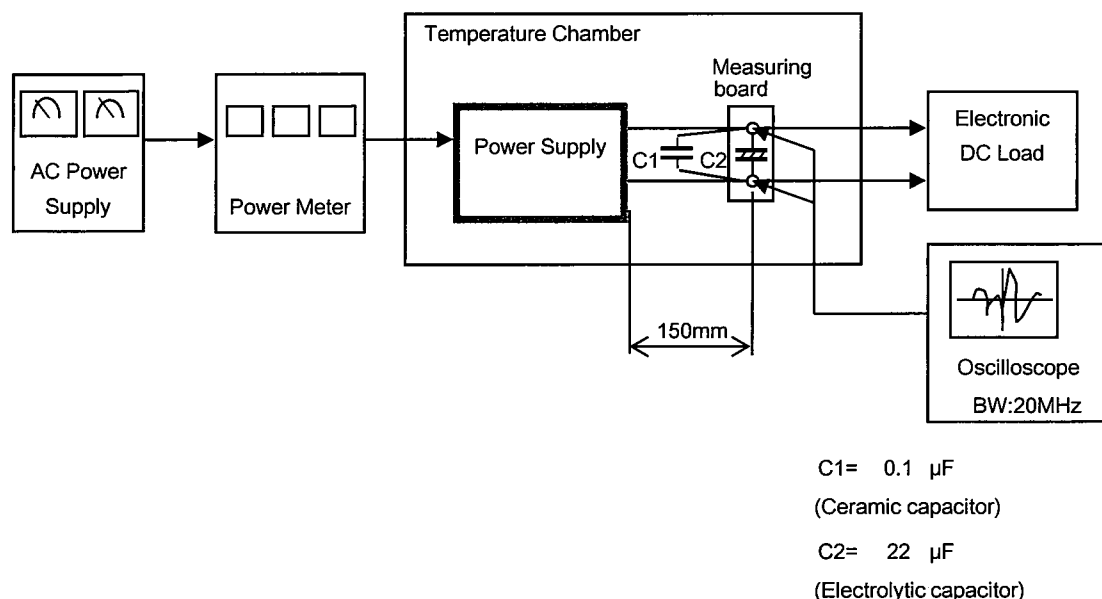 Temperature Chamber
Measuring
board
AC Power
Supply
Power Meter
Power Supply
C1
C2
Electronic
DC Load
150mm
Oscilloscope
BW:20MHz
C1= 0.1 µF
(Ceramic capacitor)
C2= 22 µF
(Electrolytic capacitor)